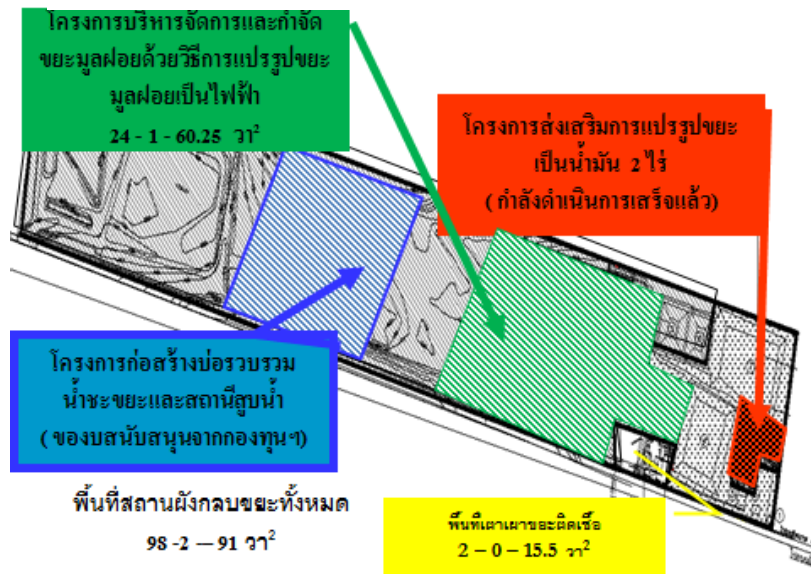 โครงการบริหารจัดการและกำจัด
ขยะมูลฝอยด้วยวิธีการแปรรูปขยะ
มูลฝอยเป็นไฟฟ้า
24 - 1 - 60.25 วา²
โครงการส่งเสริมการแปรรูปขยะ
เป็นน้ำมัน 2 ไร่
( กำลังดำเนินการเสร็จแล้ว)
โครงการก่อสร้างบ่อรวบรวม
น้ำชะขยะและสถานีสูบน้ำ
( ของบสนับสนุนจากกองทุนฯ)
พื้นที่สถานฝังกลบขยะทั้งหมด
98 -2 – 91 วา²
พื้นที่เตาเผาขยะติดเชื้อ
2 – 0 – 15.5 วา²